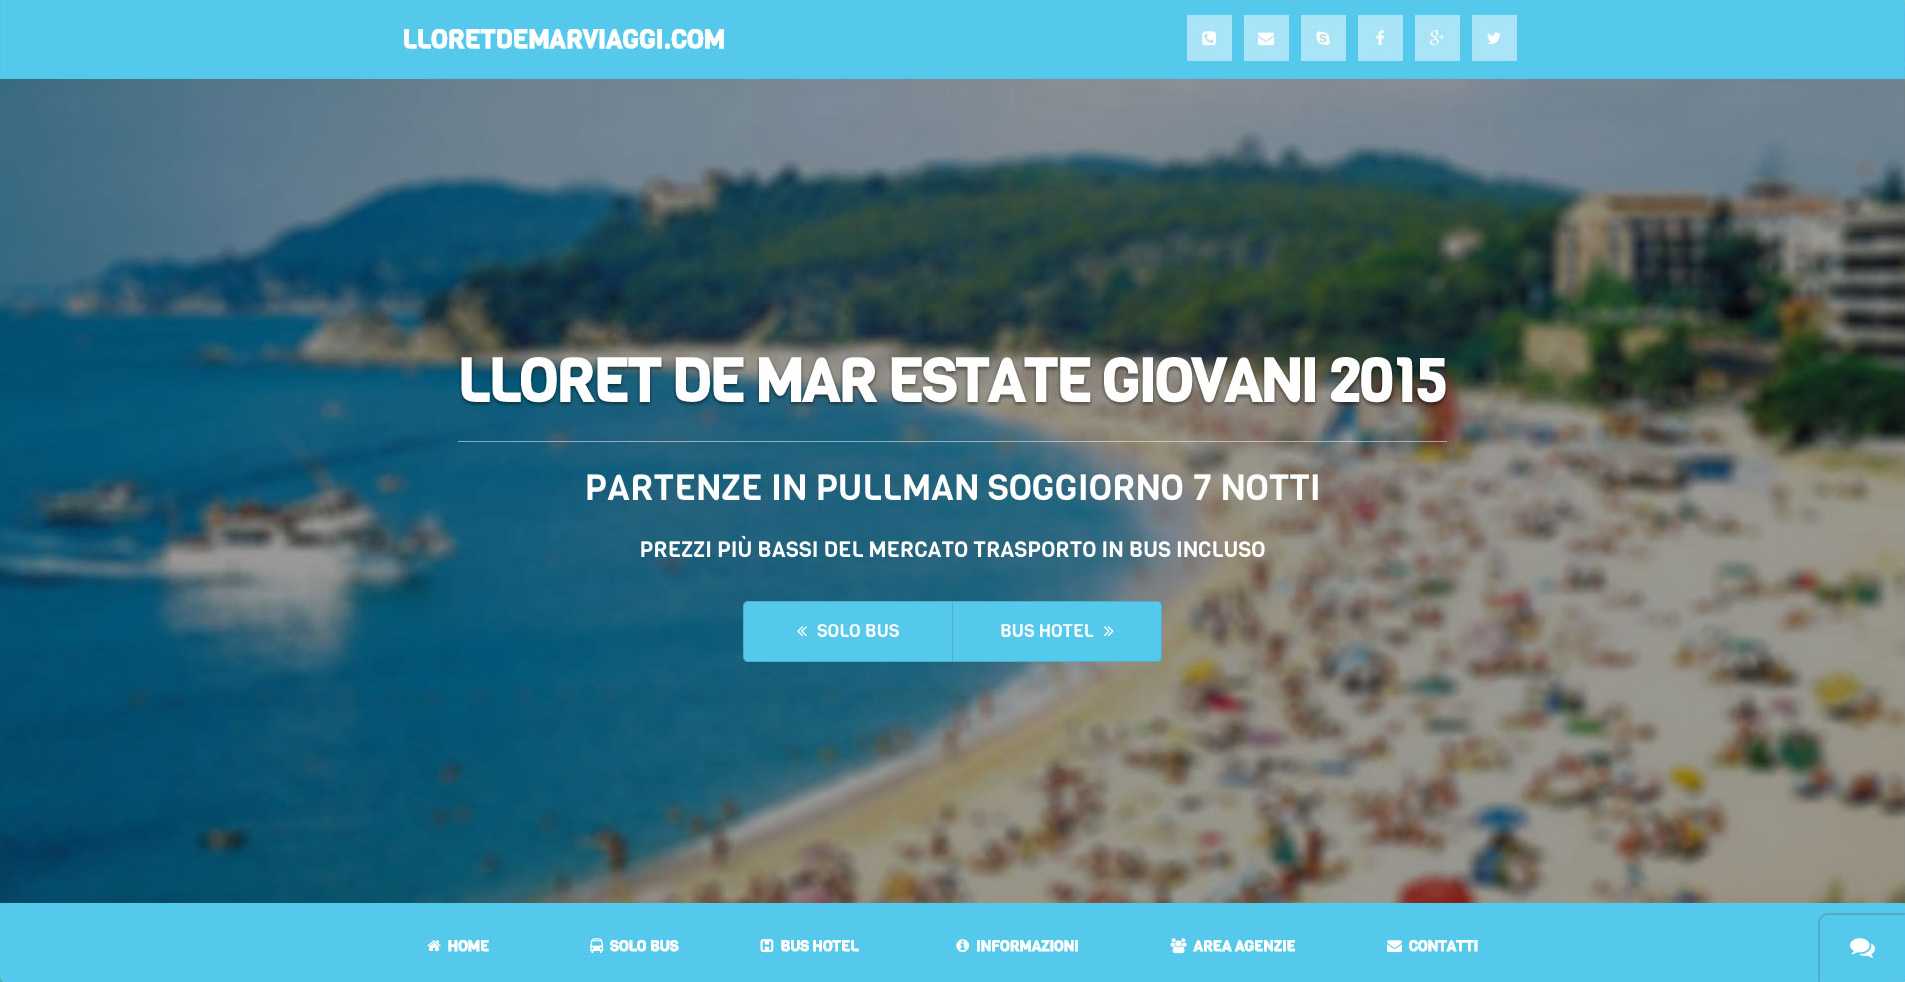 LLORETDEMARVIAGGI.COM
LLORET DE MAR ESTATE GIOVANI 2015
PARTENZE IN PULLMAN SOGGIORNO 7 NOTTI
PREZZI PIÙ BASSI DEL MERCATO TRASPORTO IN BUS INCLUSO
« SOLO BUS
BUS HOTEL »
HOME SOLO BUS BUS HOTEL INFORMAZIONI AREA AGENZIE CONTATTI